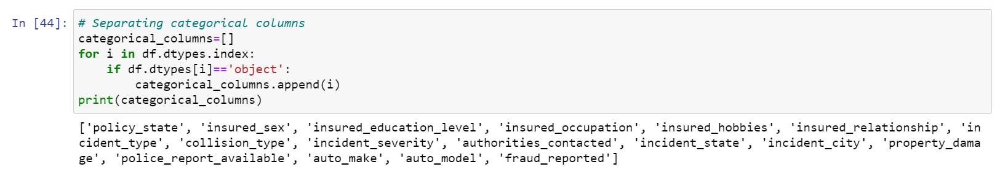 In [44]: # Separating categorical columns
categorical_columns=[]
for i in df.dtypes.index:
    if df.dtypes[i]=='object':
        categorical_columns.append(i)
print(categorical_columns)
['policy_state', 'insured_sex', 'insured_education_level', 'insured_occupation', 'insured_hobbies', 'insured_relationship', 'in
cident_type', 'collision_type', 'incident_severity', 'authorities_contacted', 'incident_state', 'incident_city', 'property_dama
ge', 'police_report_available', 'auto_make', 'auto_model', 'fraud_reported']